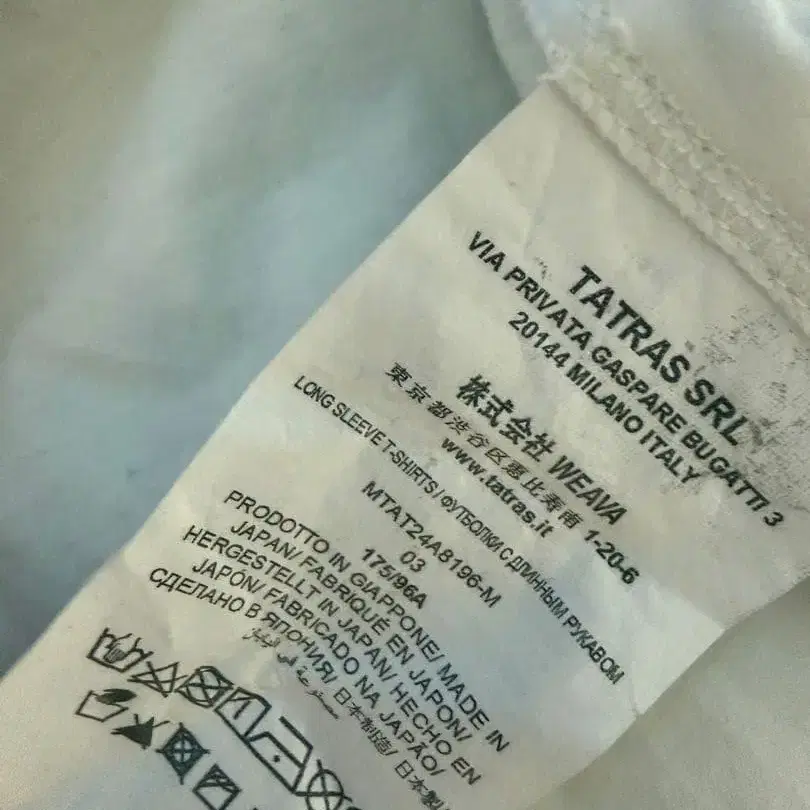 TATRAS SRL
VIA PRIVATA GASPARE BUGATTI 3
20144 MILANO ITALY
株式会社 WEAVA
東京都渋谷区恵比寿南 1-20-6
www.tatras.it
LONG SLEEVE T-SHIRTS / ФУТБОЛКИ С ДЛИННЫМ РУКАВОМ
MTAT24A8196-M
03
175/96A
PRODOTTO IN GIAPPONE/ MADE IN
JAPAN/ FABRIQUÉ EN JAPON/
HERGESTELLT IN JAPAN/ HECHO EN
JAPÓN/ FABRICADO NA JAPÃO/
СДЕЛАНО В ЯПОНИЯ/ 日本制造/ 日本製/